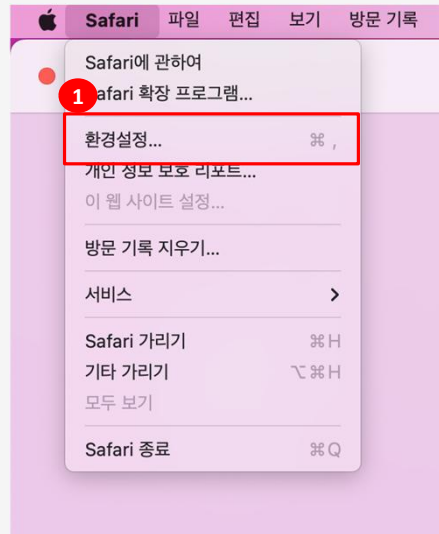 Safari 파일 편집 보기 방문 기록
Safari에 관하여
1
afari 확장 프로그램...
환경설정... ⌘ ,
개인 정보 보호 리포트...
이 웹 사이트 설정...
방문 기록 지우기...
서비스 >
Safari 가리기 ⌘H
기타 가리기 ⌥⌘H
모두 보기
Safari 종료 ⌘Q